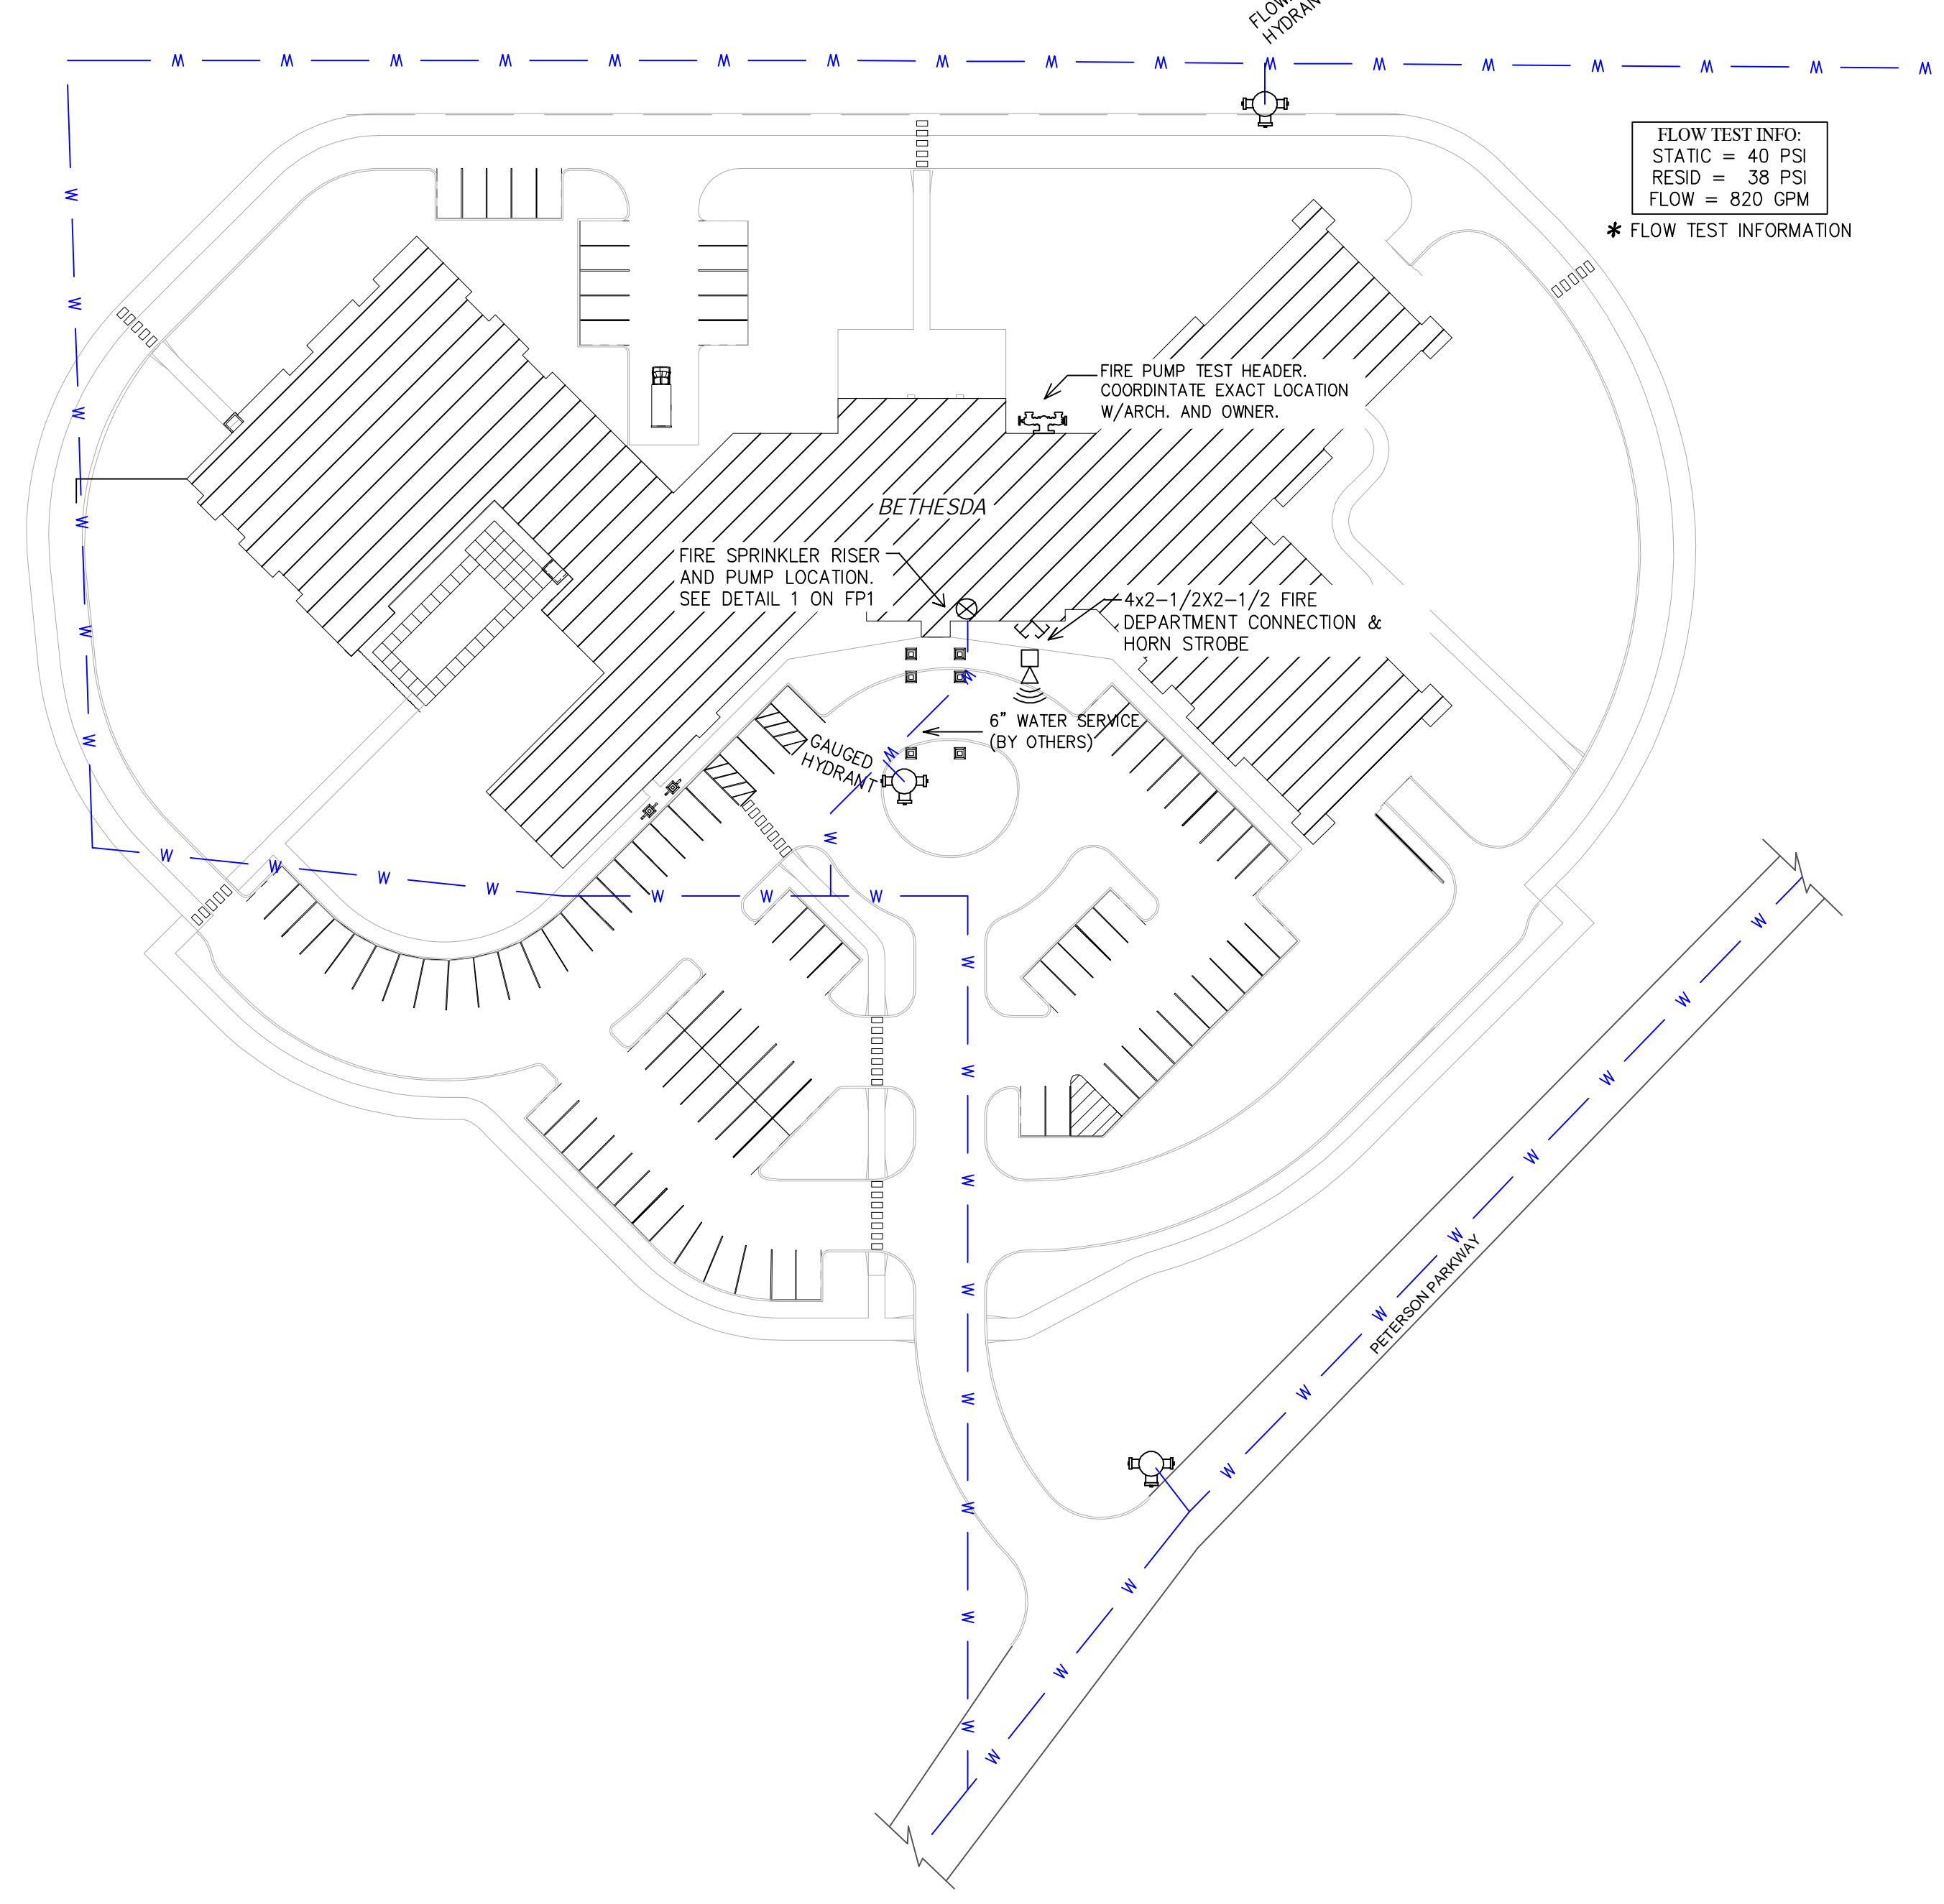 HYDRANT
FLOW TEST INFO:
STATIC = 40 PSI
RESID = 38 PSI
FLOW = 820 GPM
* FLOW TEST INFORMATION
FIRE PUMP TEST HEADER.
COORDINTATE EXACT LOCATION
W/ARCH. AND OWNER.
BETHESDA
FIRE SPRINKLER RISER
AND PUMP LOCATION.
SEE DETAIL 1 ON FP1
4x2-1/2X2-1/2 FIRE
DEPARTMENT CONNECTION &
HORN STROBE
6" WATER SERVICE
(BY OTHERS)
GAUGED
HYDRANT
PETERSON PARKWAY
W W W W W W W W W W W W W W W W W